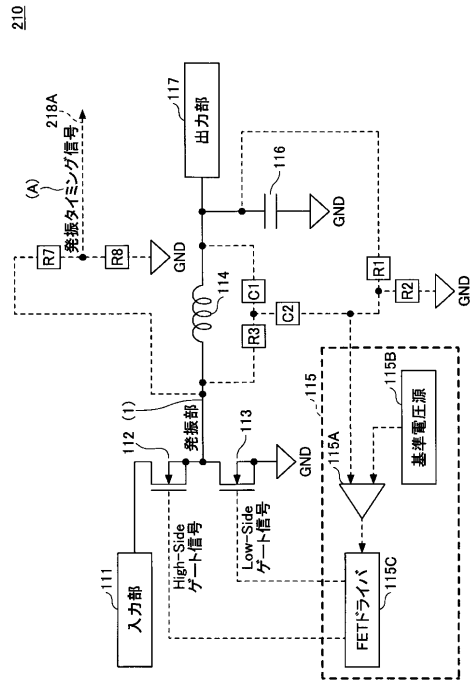 210
(A)
発振タイミング信号
218A
R7
R8
GND
117
出力部
116
GND
114
C1
R3
C2
R1
R2
GND
(1)
発振部
112
113
GND
111
入力部
High-Side
ゲート信号
Low-Side
ゲート信号
115
115A
115B
基準電圧源
FETドライバ
115C